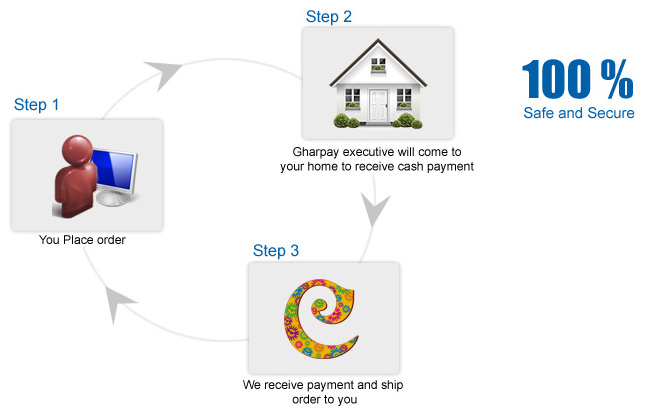 Step 1
You Place order
Step 2
Gharpay executive will come to
your home to receive cash payment
Step 3
We receive payment and ship
order to you
100 %
Safe and Secure